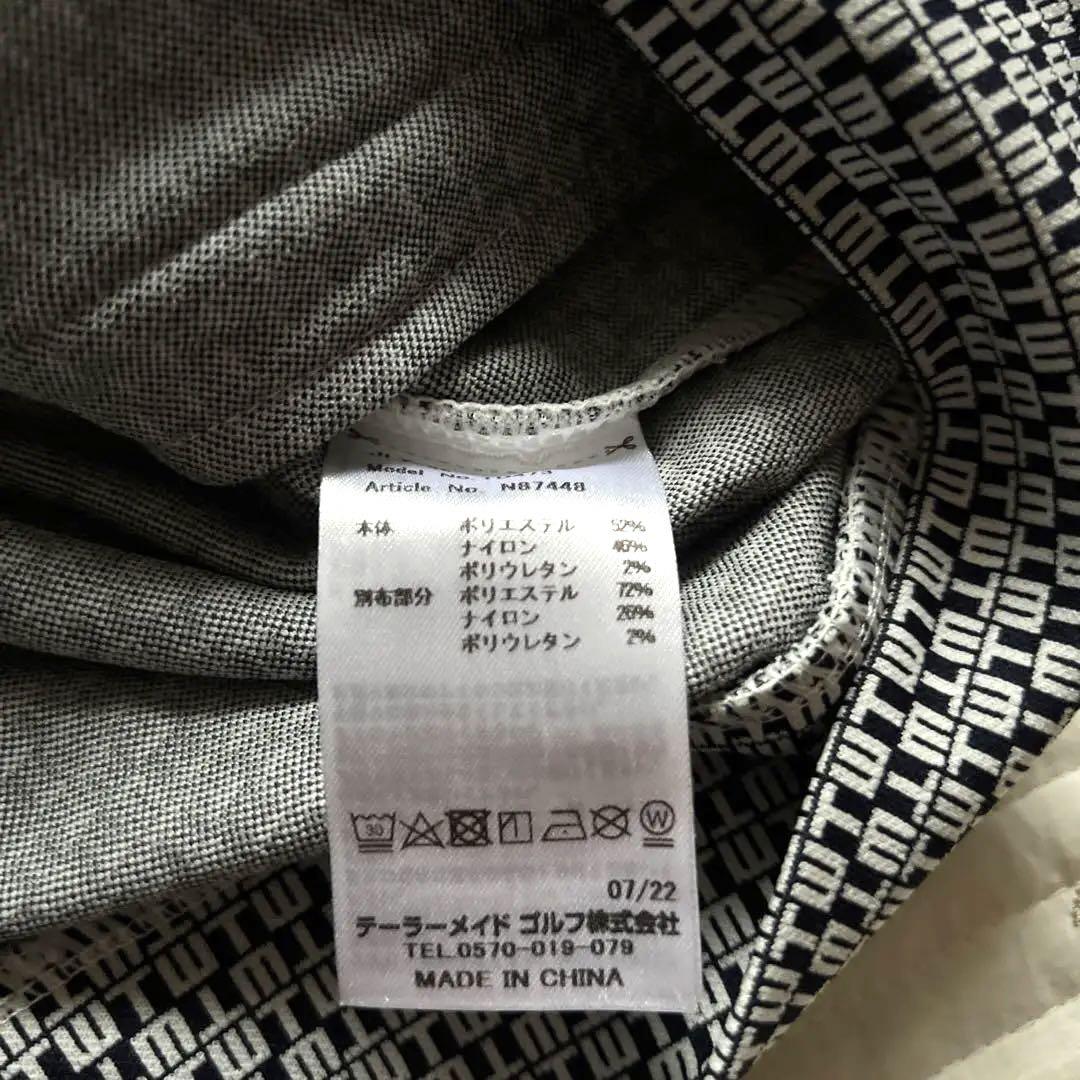 Model No.
Article No. N87448
本体 ポリエステル 52%
ナイロン 46%
ポリウレタン 2%
別布部分 ポリエステル 72%
ナイロン 26%
ポリウレタン 2%
30 W
07/22
テーラーメイド ゴルフ株式会社
TEL.0570-019-079
MADE IN CHINA